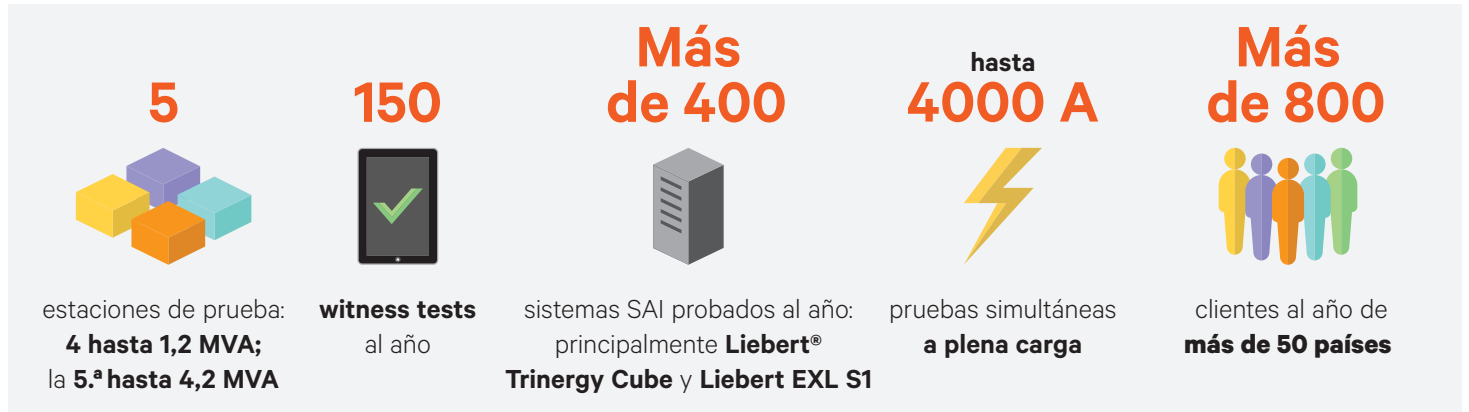 5
estaciones de prueba:
4 hasta 1,2 MVA;
la 5.ª hasta 4,2 MVA
150
witness tests
al año
Más
de 400
sistemas SAI probados al año:
principalmente Liebert®
Trinergy Cube y Liebert EXL S1
hasta
4000 A
pruebas simultáneas
a plena carga
Más
de 800
clientes al año de
más de 50 países